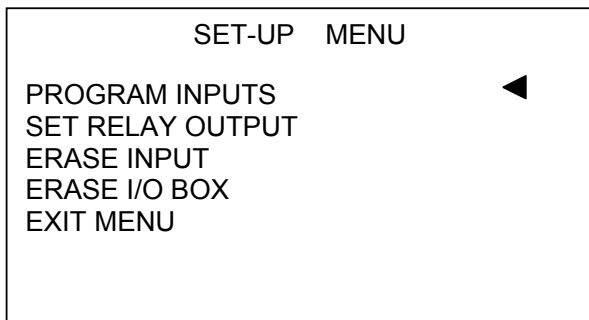 SET-UP MENU
PROGRAM INPUTS
SET RELAY OUTPUT
ERASE INPUT
ERASE I/O BOX
EXIT MENU